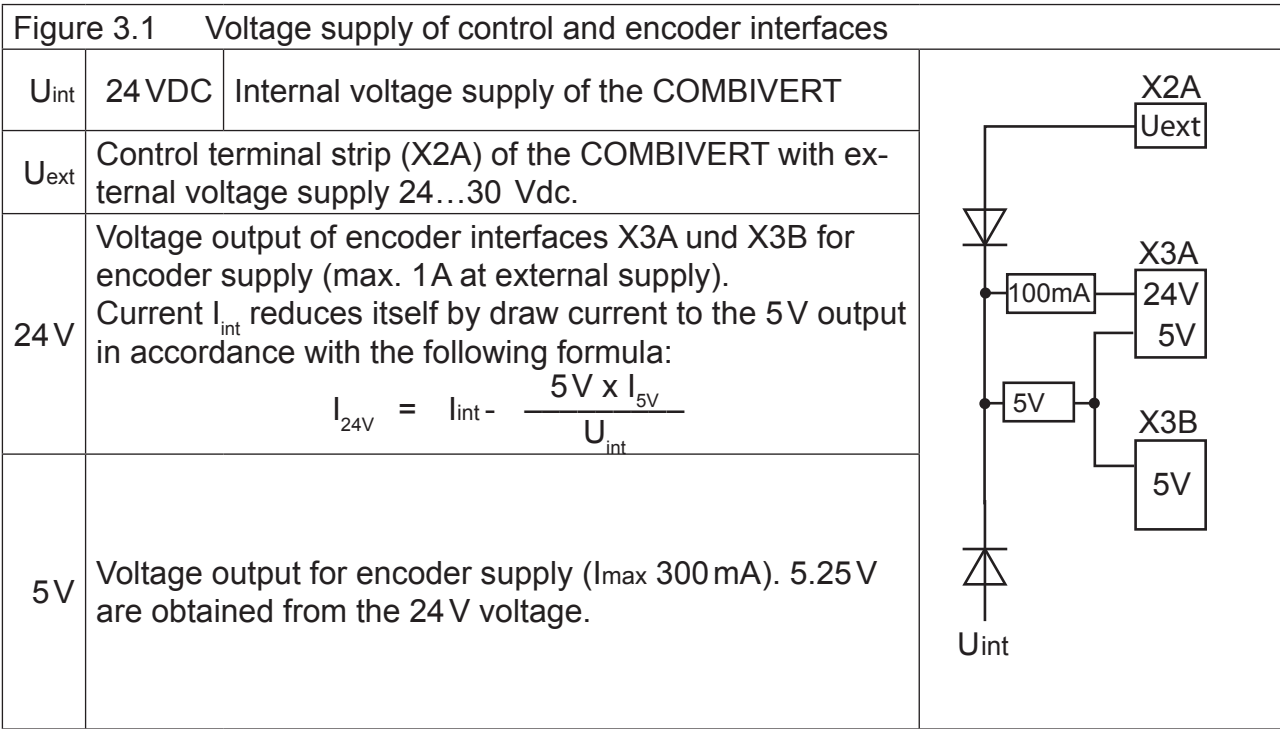 Figure 3.1 Voltage supply of control and encoder interfaces
Uint 24 VDC Internal voltage supply of the COMBIVERT
Uext Control terminal strip (X2A) of the COMBIVERT with ex-
ternal voltage supply 24…30 Vdc.
24 V Voltage output of encoder interfaces X3A und X3B for
encoder supply (max. 1 A at external supply).
Current Iint reduces itself by draw current to the 5 V output
in accordance with the following formula:
I24V = Iint - 5 V x I5V
Uint
5 V Voltage output for encoder supply (Imax 300 mA). 5.25 V
are obtained from the 24 V voltage.
X2A
Uext
X3A
100mA 24V
5V
5V
X3B
5V
Uint